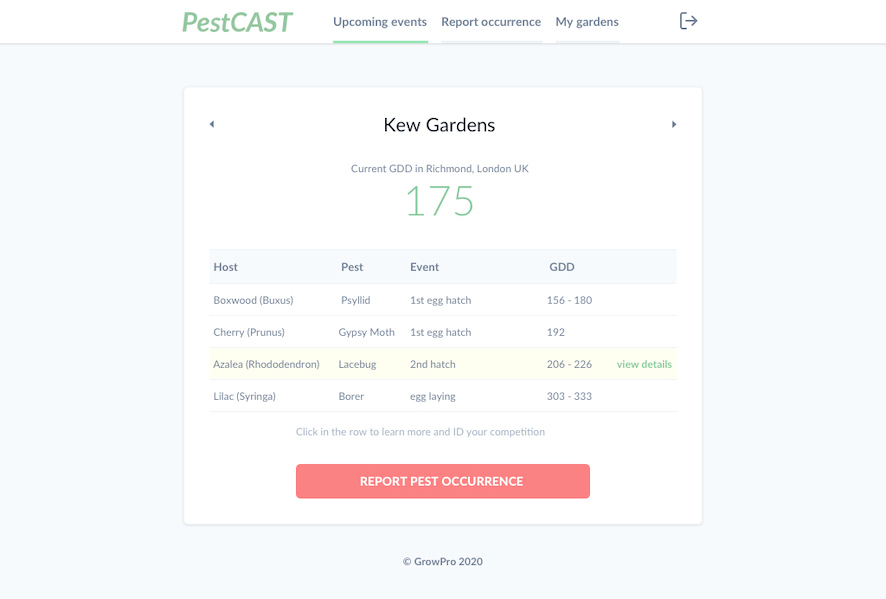 PestCAST Upcoming events Report occurrence My gardens
Kew Gardens
Current GDD in Richmond, London UK
175
Host Pest Event GDD
Boxwood (Buxus) Psyllid 1st egg hatch 156 - 180
Cherry (Prunus) Gypsy Moth 1st egg hatch 192
Azalea (Rhododendron) Lacebug 2nd hatch 206 - 226 view details
Lilac (Syringa) Borer egg laying 303 - 333
Click in the row to learn more and ID your competition
REPORT PEST OCCURRENCE
© GrowPro 2020